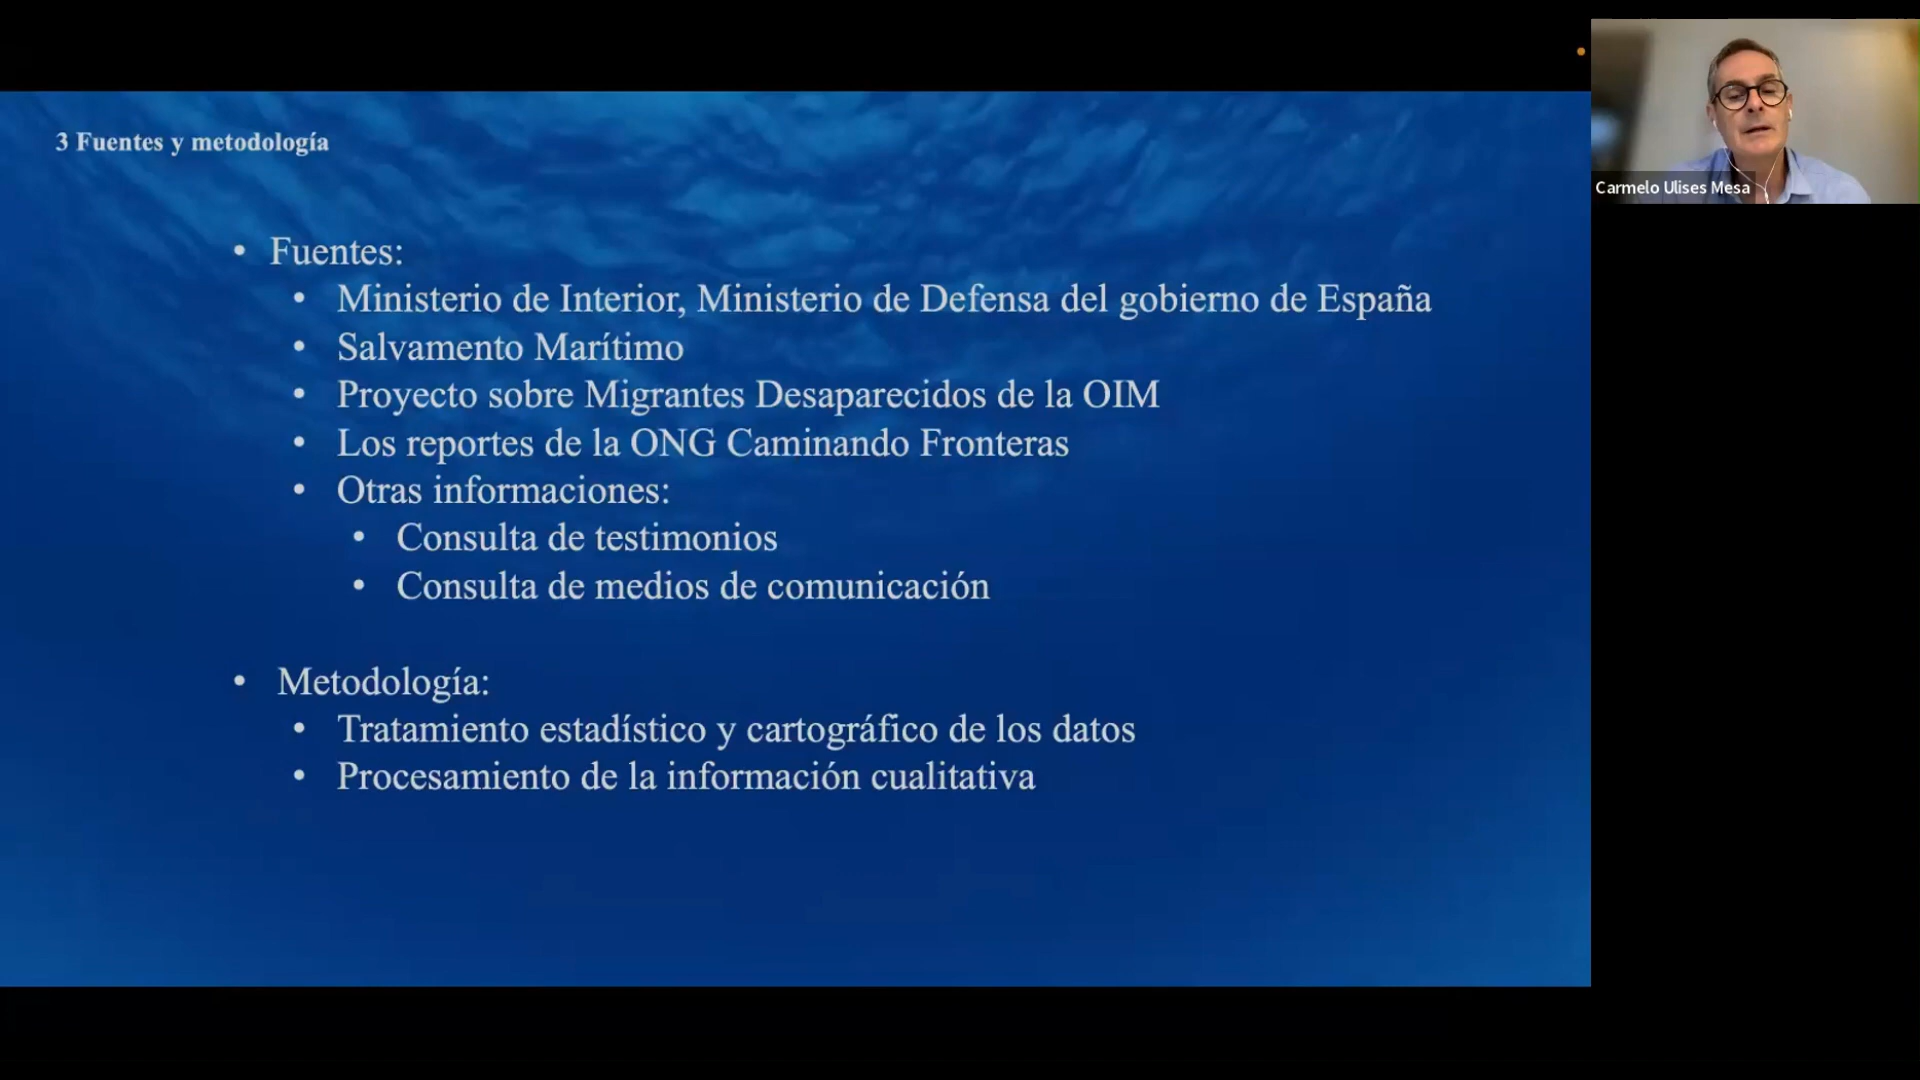 3 Fuentes y metodología
• Fuentes:
• Ministerio de Interior, Ministerio de Defensa del gobierno de España
• Salvamento Marítimo
• Proyecto sobre Migrantes Desaparecidos de la OIM
• Los reportes de la ONG Caminando Fronteras
• Otras informaciones:
• Consulta de testimonios
• Consulta de medios de comunicación
• Metodología:
• Tratamiento estadístico y cartográfico de los datos
• Procesamiento de la información cualitativa
Carmelo Ulises Mesa